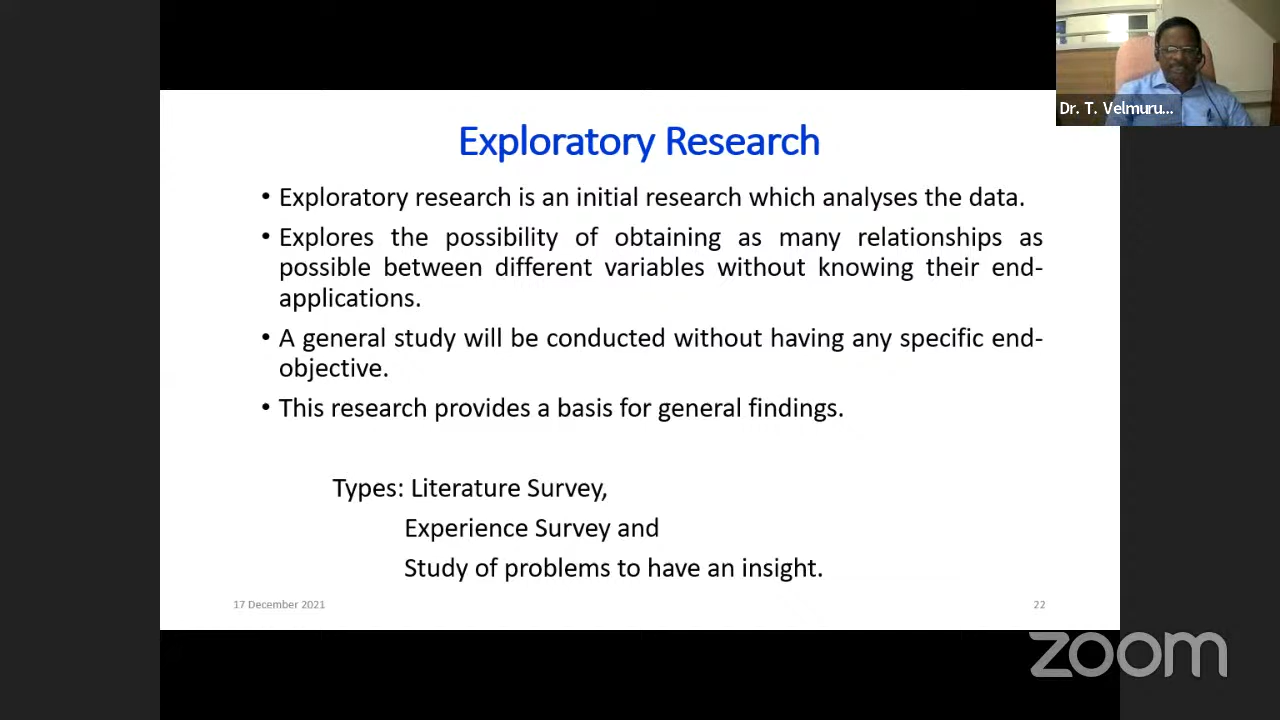 Dr. T. Velmuru...
Exploratory Research
• Exploratory research is an initial research which analyses the data.
• Explores the possibility of obtaining as many relationships as
possible between different variables without knowing their end-
applications.
• A general study will be conducted without having any specific end-
objective.
• This research provides a basis for general findings.
Types: Literature Survey,
Experience Survey and
Study of problems to have an insight.
17 December 2021
22
zoom